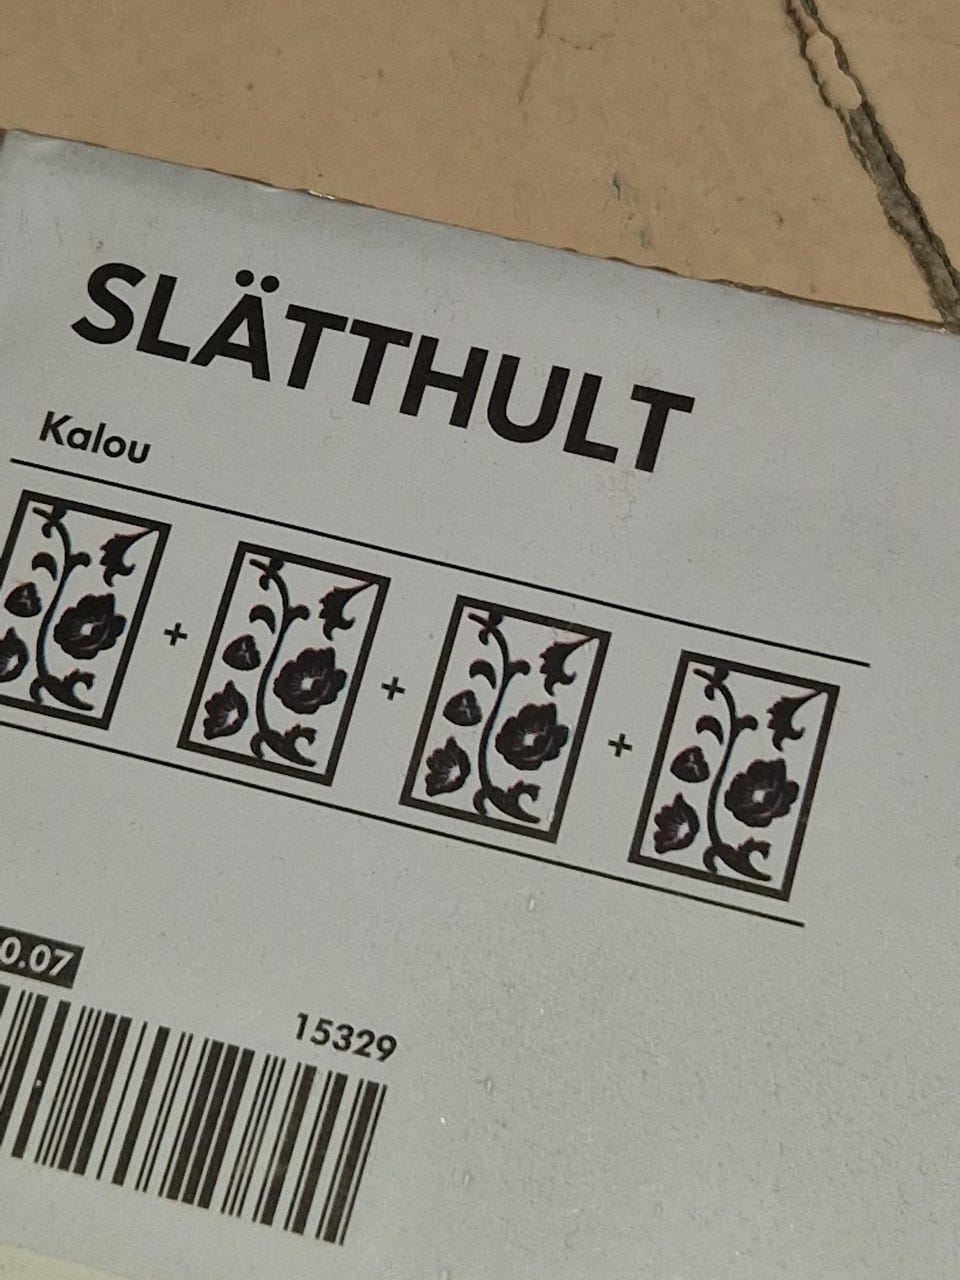 SLÄTTHULT
Kalou
+ + +
0.07
15329